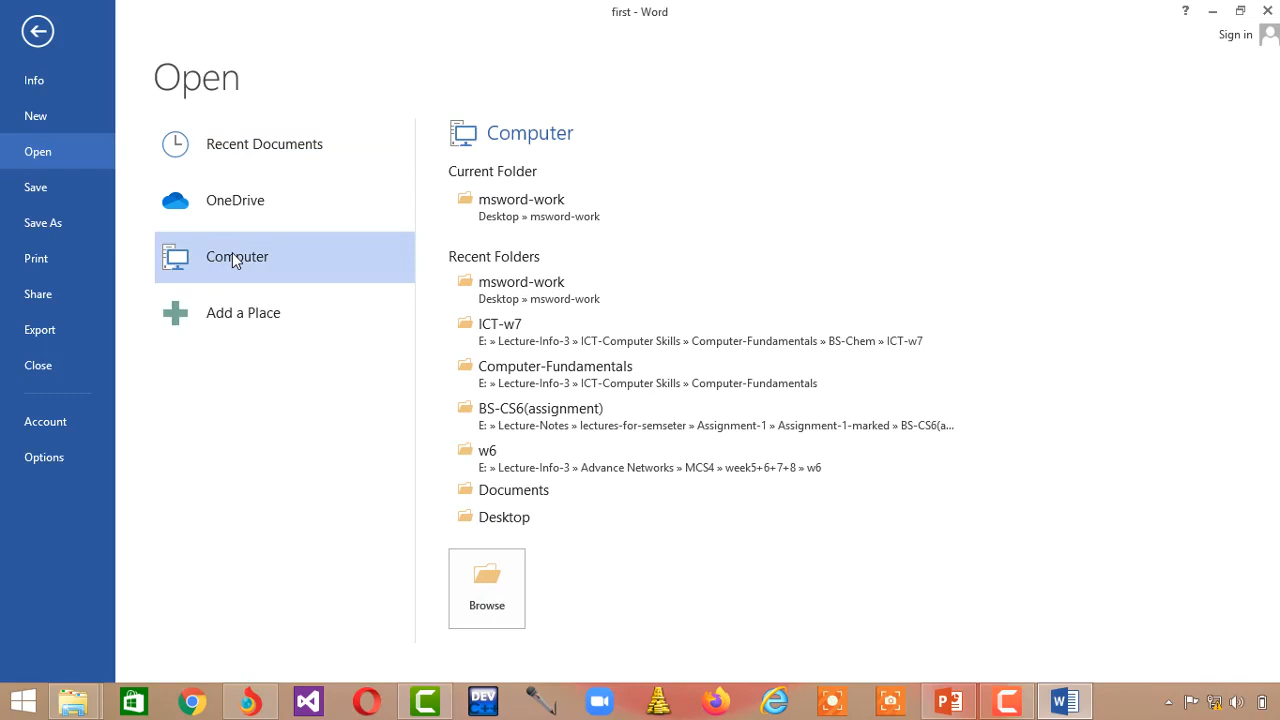 first - Word
?
Sign in
Info
New
Open
Save
Save As
Print
Share
Export
Close
Account
Options
Open
Recent Documents
OneDrive
Computer
Add a Place
Computer
Current Folder
msword-work
Desktop » msword-work
Recent Folders
msword-work
Desktop » msword-work
ICT-w7
E: » Lecture-Info-3 » ICT-Computer Skills » Computer-Fundamentals » BS-Chem » ICT-w7
Computer-Fundamentals
E: » Lecture-Info-3 » ICT-Computer Skills » Computer-Fundamentals
BS-CS6(assignment)
E: » Lecture-Notes » lectures-for-semseter » Assignment-1 » Assignment-1-marked » BS-CS6(a...
w6
E: » Lecture-Info-3 » Advance Networks » MCS4 » week5+6+7+8 » w6
Documents
Desktop
Browse
DEV